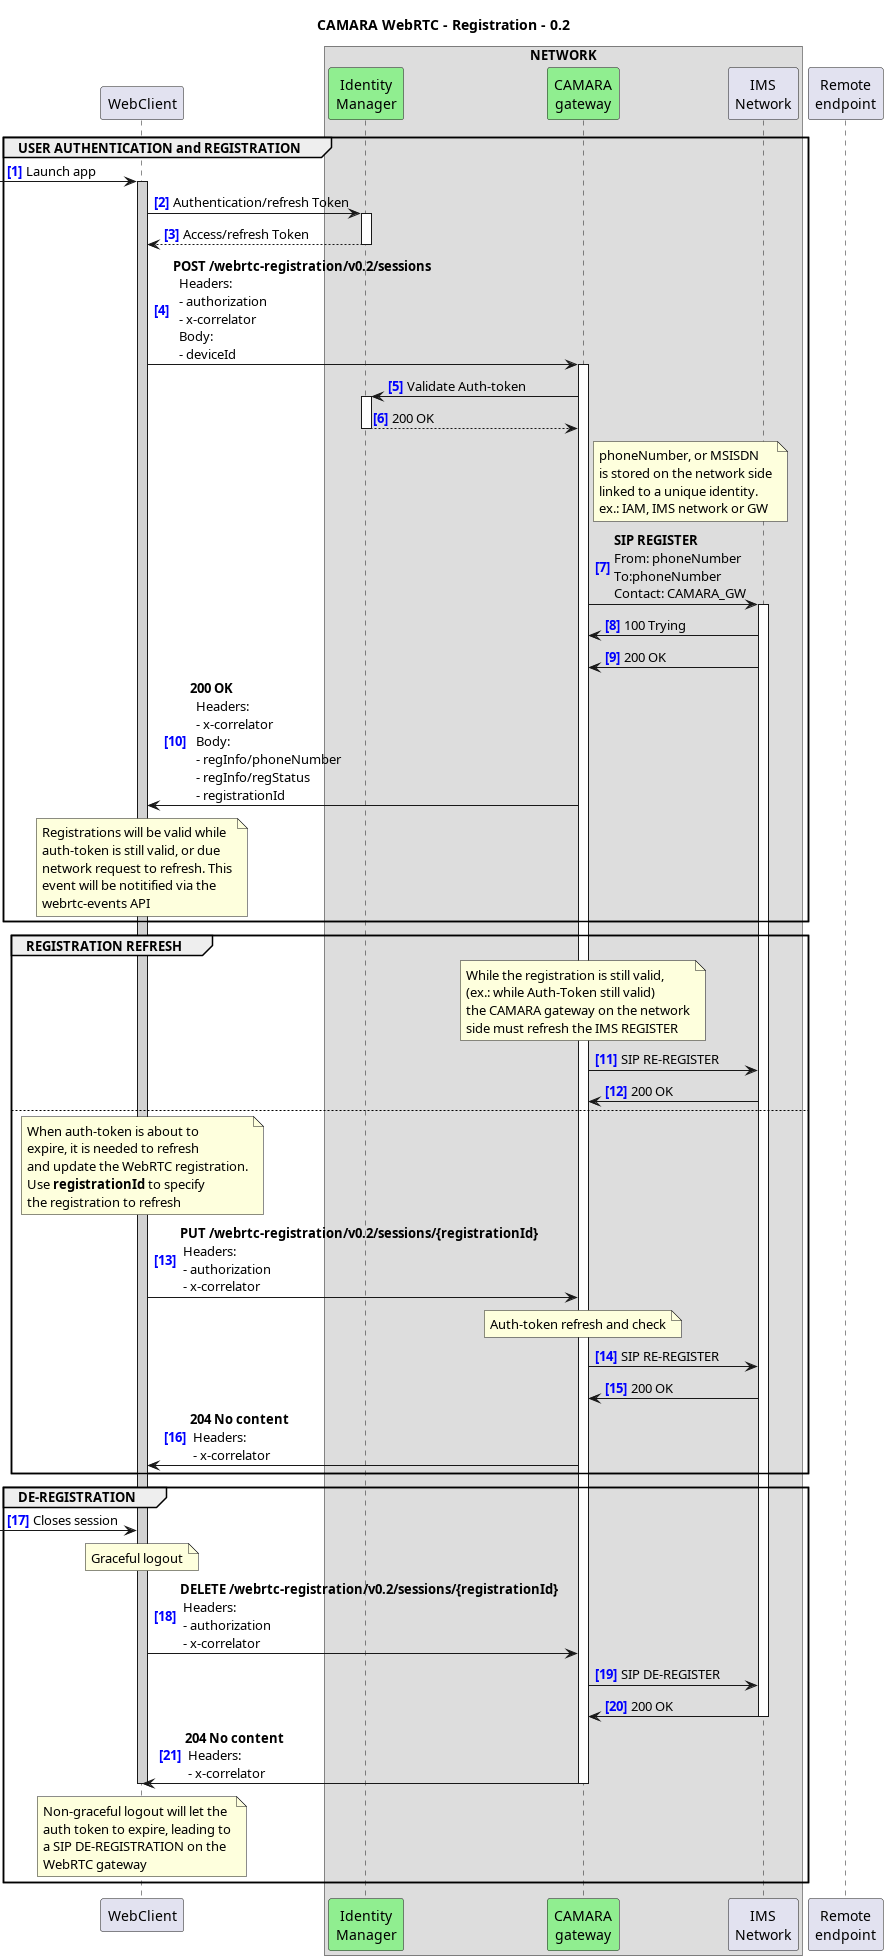 CAMARA WebRTC - Registration - 0.2
NETWORK
WebClient
Identity
Manager
CAMARA
gateway
IMS
Network
Remote
endpoint
USER AUTHENTICATION and REGISTRATION
[1] Launch app
[2] Authentication/refresh Token
[3] Access/refresh Token
POST /webrtc-registration/v0.2/sessions
Headers:
- authorization
[4]
- x-correlator
Body:
- deviceId
[5] Validate Auth-token
[6] 200 OK
phoneNumber, or MSISDN
is stored on the network side
linked to a unique identity.
ex.: IAM, IMS network or GW
SIP REGISTER
From: phoneNumber
[7]
To:phoneNumber
Contact: CAMARA_GW
[8] 100 Trying
[9] 200 OK
200 OK
Headers:
- x-correlator
[10] Body:
- regInfo/phoneNumber
- regInfo/regStatus
- registrationId
Registrations will be valid while
auth-token is still valid, or due
network request to refresh. This
event will be notitified via the
webrtc-events API
REGISTRATION REFRESH
While the registration is still valid,
(ex.: while Auth-Token still valid)
the CAMARA gateway on the network
side must refresh the IMS REGISTER
[11] SIP RE-REGISTER
[12] 200 OK
When auth-token is about to
expire, it is needed to refresh
and update the WebRTC registration.
Use registrationId to specify
the registration to refresh
PUT /webrtc-registration/v0.2/sessions/{registrationId}
Headers:
[13]
- authorization
- x-correlator
Auth-token refresh and check
[14] SIP RE-REGISTER
[15] 200 OK
204 No content
[16] Headers:
- x-correlator
DE-REGISTRATION
[17] Closes session
Graceful logout
DELETE /webrtc-registration/v0.2/sessions/{registrationId}
Headers:
[18]
- authorization
- x-correlator
[19] SIP DE-REGISTER
[20] 200 OK
204 No content
[21] Headers:
- x-correlator
Non-graceful logout will let the
auth token to expire, leading to
a SIP DE-REGISTRATION on the
WebRTC gateway
WebClient
Identity
Manager
CAMARA
gateway
IMS
Network
Remote
endpoint